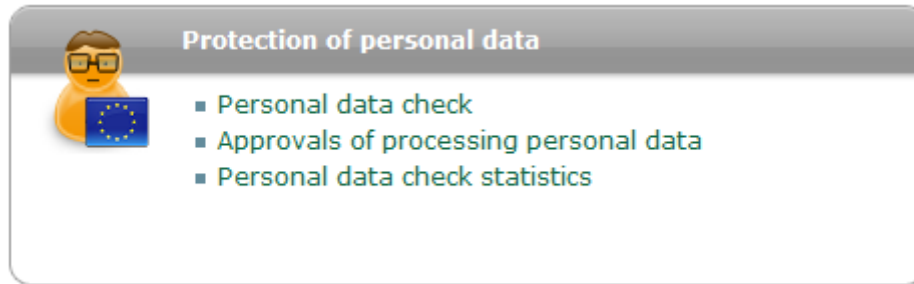 Protection of personal data
Personal data check
Approvals of processing personal data
Personal data check statistics